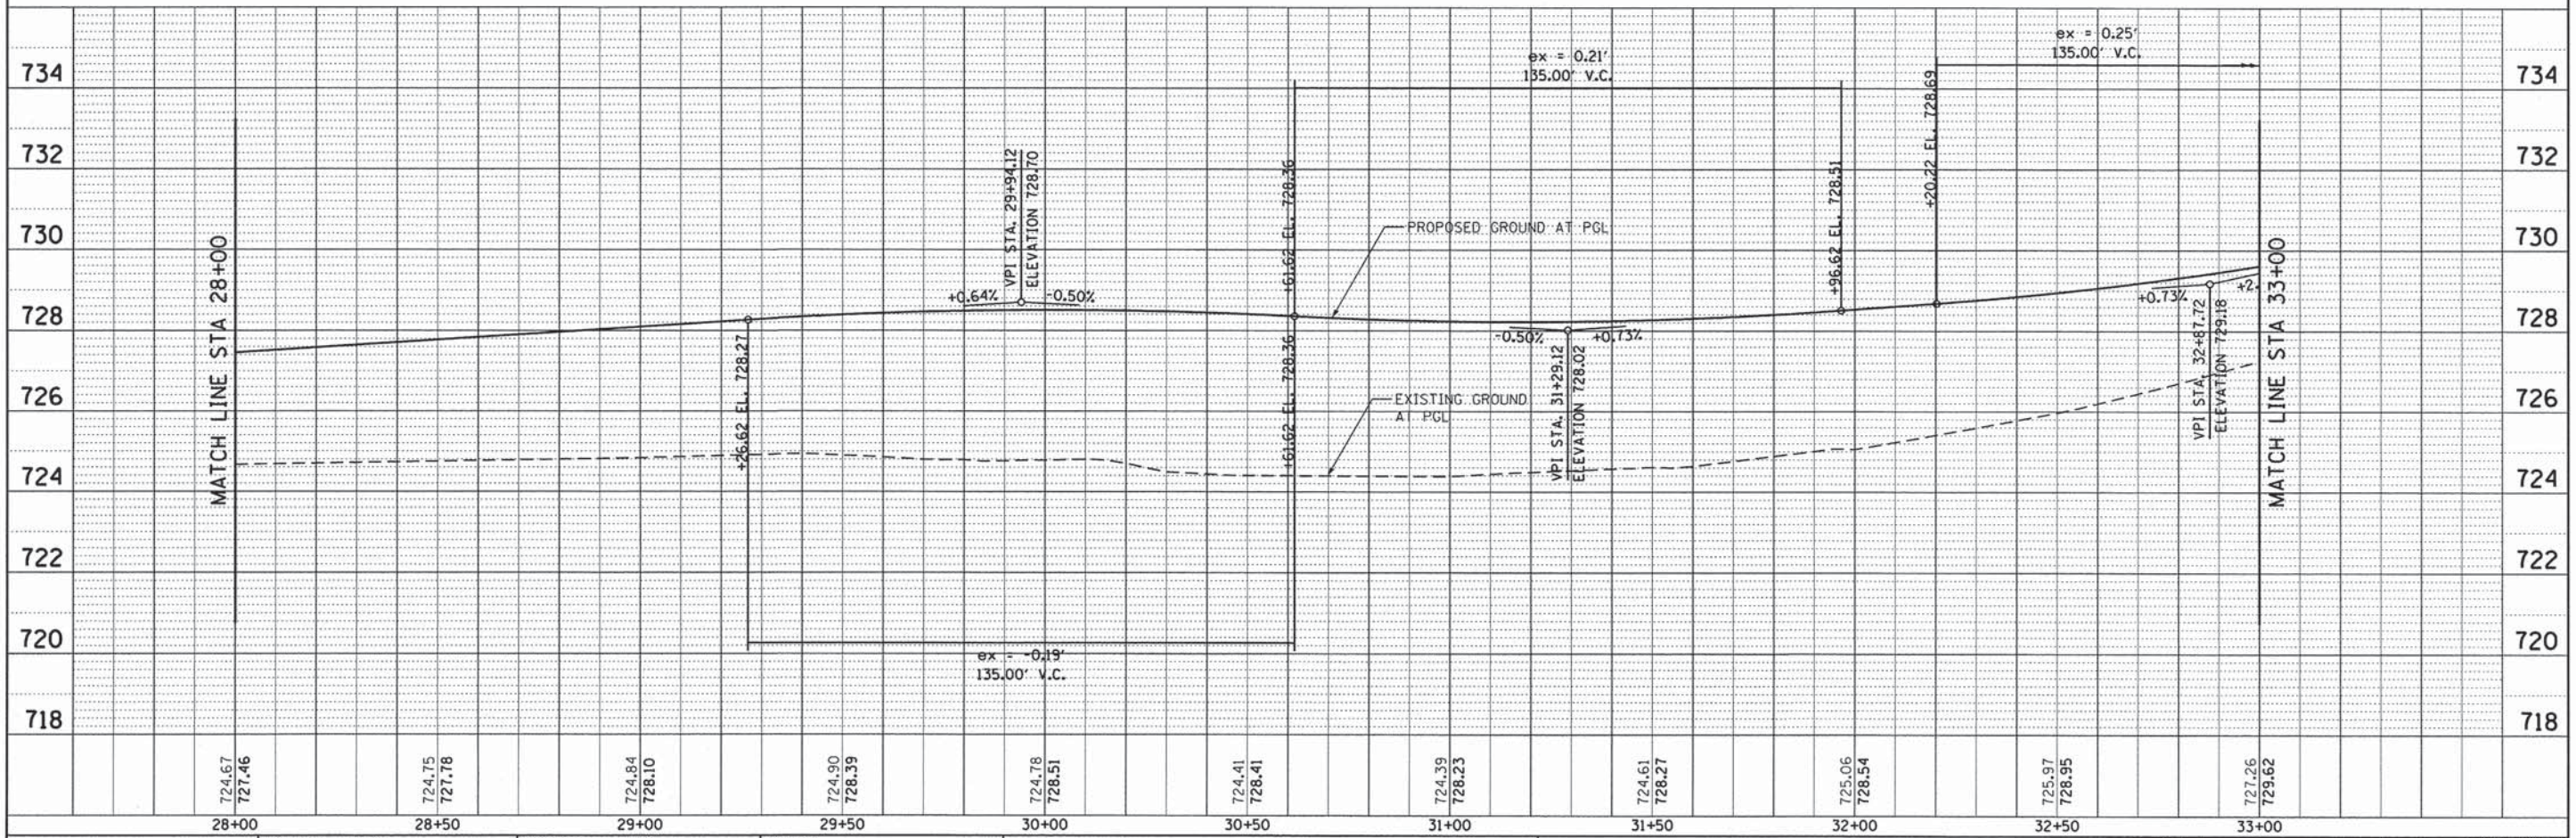 ex = 0.25'
135.00' V.C.
ex = 0.21'
135.00' V.C.
734
734
732
732
730
730
728
728
726
726
724
724
722
722
720
720
718
718
MATCH LINE STA 28+00
+26.62 EL. 728.27
+0.64%
VPI STA. 29+94.12
ELEVATION 728.70
-0.50%
+61.62 EL. 728.36
+61.62 EL. 728.36
PROPOSED GROUND AT PGL
EXISTING GROUND
AT PGL
-0.50%
VPI STA. 31+29.12
ELEVATION 728.02
+0.73%
+96.62 EL. 728.51
+20.22 EL. 728.69
+0.73%
VPI STA. 32+87.72
ELEVATION 729.18
+2.
MATCH LINE STA 33+00
ex = -0.19'
135.00' V.C.
724.67
727.46
724.75
727.78
724.84
728.10
724.90
728.39
724.78
728.51
724.41
728.41
724.39
728.23
724.61
728.27
725.06
728.54
725.97
728.95
727.26
729.62
28+00
28+50
29+00
29+50
30+00
30+50
31+00
31+50
32+00
32+50
33+00